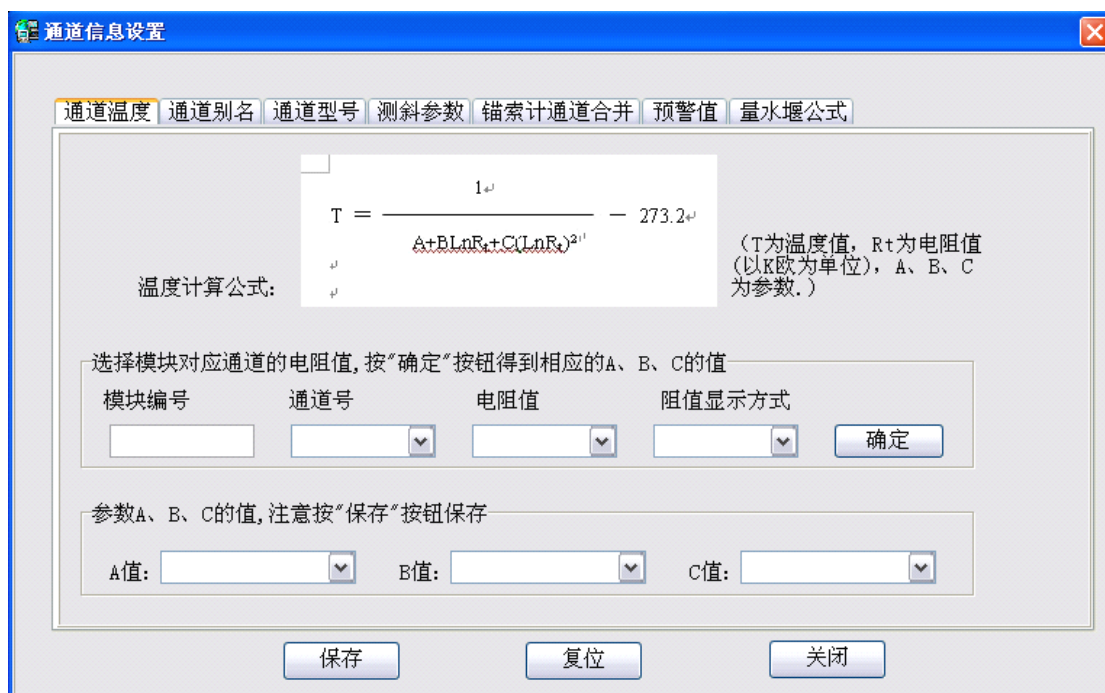 通道信息设置
通道温度 通道别名 通道型号 测斜参数 锚索计通道合并 预警值 量水堰公式
1↵
T = ――― - 273.2↵
A+BLnRt+C(LnRt)²↵
↵
↵
温度计算公式:
(T为温度值, Rt为电阻值
(以K欧为单位), A、B、C
为参数.)
选择模块对应通道的电阻值,按"确定"按钮得到相应的A、B、C的值
模块编号 通道号 电阻值 阻值显示方式
确定
参数A、B、C的值,注意按"保存"按钮保存
A值: B值: C值:
保存 复位 关闭